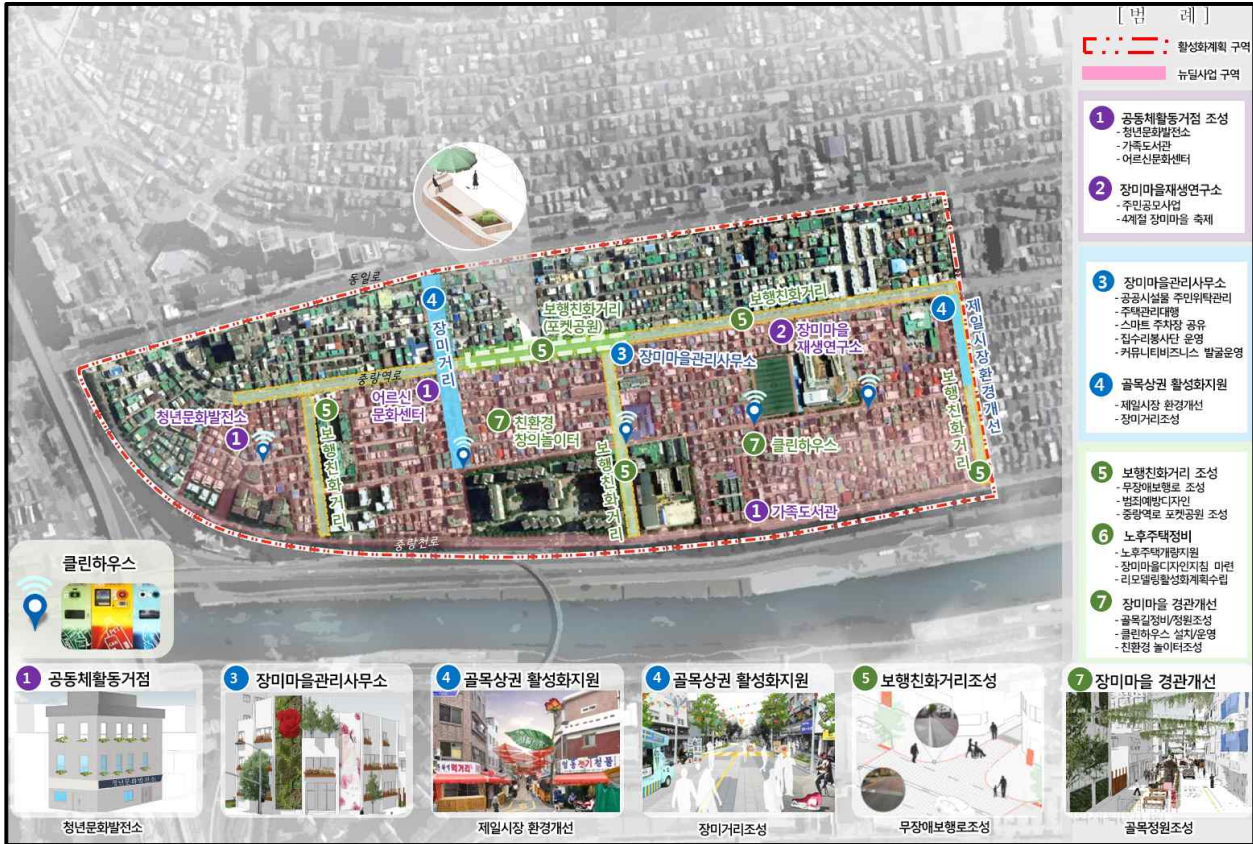 [범 례]
활성화계획 구역
뉴딜사업 구역
1 공동체활동거점 조성
- 청년문화발전소
- 가족도서관
- 어르신문화센터
2 장미마을재생연구소
- 주민공모사업
- 4계절 장미마을 축제
3 장미마을관리사무소
- 공공시설물 주민위탁관리
- 주택관리대행
- 스마트 주차장 공유
- 집수리봉사단 운영
- 커뮤니티비즈니스 발굴운영
4 골목상권 활성화지원
- 제일시장 환경개선
- 장미거리조성
5 보행친화거리 조성
- 무장애보행로 조성
- 범죄예방디자인
- 중랑역로 포켓공원 조성
6 노후주택정비
- 노후주택개량지원
- 장미마을디자인지침 마련
- 리모델링활성화계획수립
7 장미마을 경관개선
- 골목길정비/정원조성
- 클린하우스 설치/운영
- 친환경 놀이터조성
동일로
4
장미거리
보행친화거리
(포켓공원)
5
보행친화거리
5
4
제일시장환경개선
2 장미마을
재생연구소
3 장미마을관리사무소
중랑역로
1
어르신
문화센터
청년문화발전소
1
5
보행친화거리
7 친환경
창의놀이터
보행친화거리
5
7 클린하우스
보행친화거리
5
1 가족도서관
중랑천로
클린하우스
1 공동체활동거점
청년문화발전소
청년문화발전소
3 장미마을관리사무소
4 골목상권 활성화지원
먹거리
제일시장 환경개선
4 골목상권 활성화지원
장미거리조성
5 보행친화거리조성
무장애보행로조성
7 장미마을 경관개선
골목정원조성